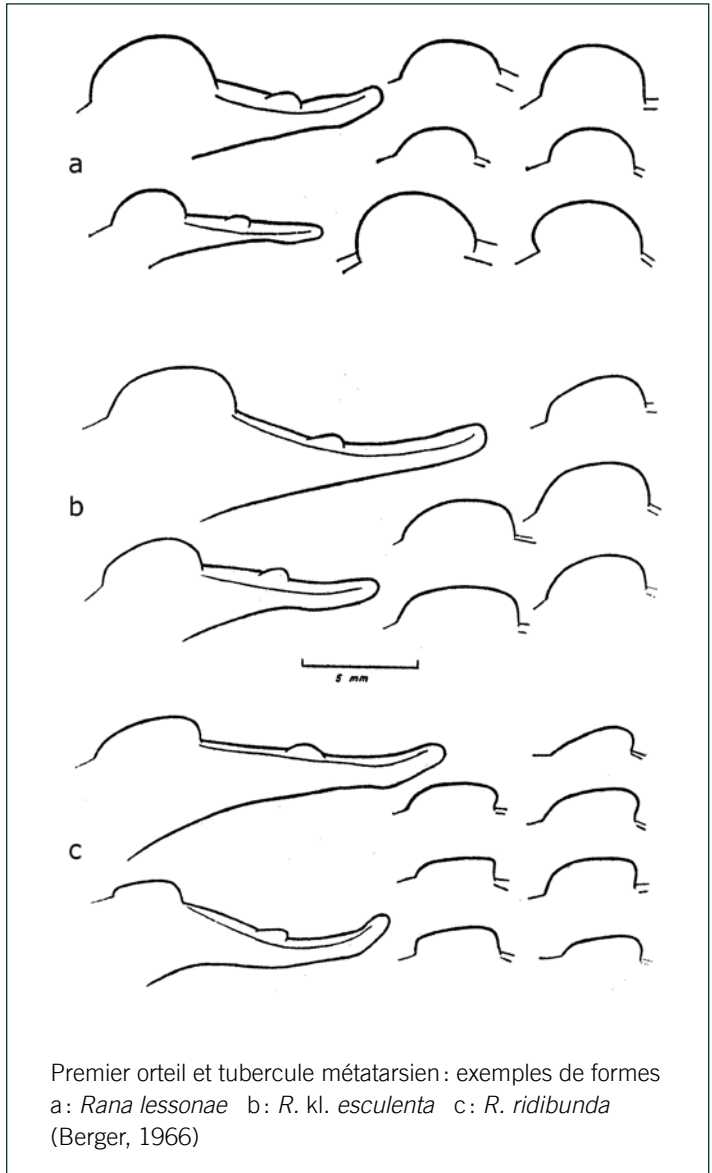 a
b
5 mm
c
Premier orteil et tubercule métatarsien : exemples de formes
a : Rana lessonae b : R. kl. esculenta c : R. ridibunda
(Berger, 1966)